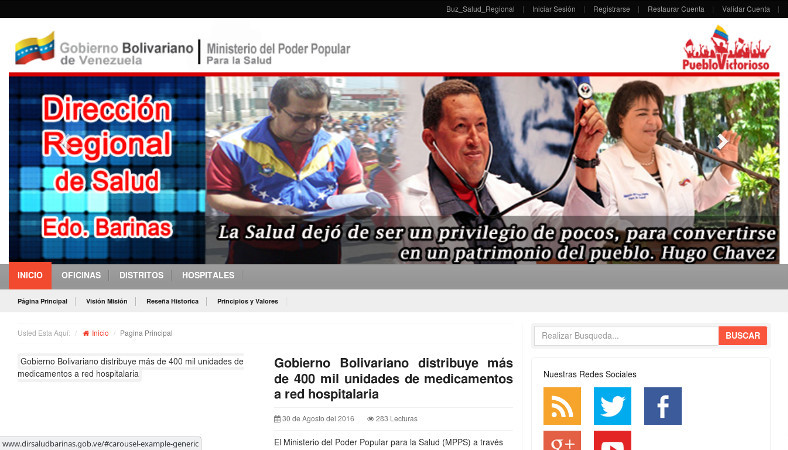 Buz_Salud_Regional
Iniciar Sesión
Registrarse
Restaurar Cuenta
Validar Cuenta
Gobierno Bolivariano
de Venezuela
Ministerio del Poder Popular
Para la Salud
PuebloVictorioso
Dirección
Regional
de Salud
Edo. Barinas
La Salud dejó de ser un privilegio de pocos, para convertirse
en un patrimonio del pueblo. Hugo Chavez
INICIO
OFICINAS
DISTRITOS
HOSPITALES
Página Principal
Visión Misión
Reseña Historica
Principios y Valores
Usted Esta Aquí: / Inicio / Pagina Principal
Realizar Busqueda...
BUSCAR
Gobierno Bolivariano distribuye más de 400 mil unidades de
medicamentos a red hospitalaria
Gobierno Bolivariano distribuye más
de 400 mil unidades de medicamentos
a red hospitalaria
30 de Agosto del 2016
283 Lecturas
El Ministerio del Poder Popular para la Salud (MPPS) a través
Nuestras Redes Sociales
g+
www.dirsaludbarinas.gob.ve/#carousel-example-generic